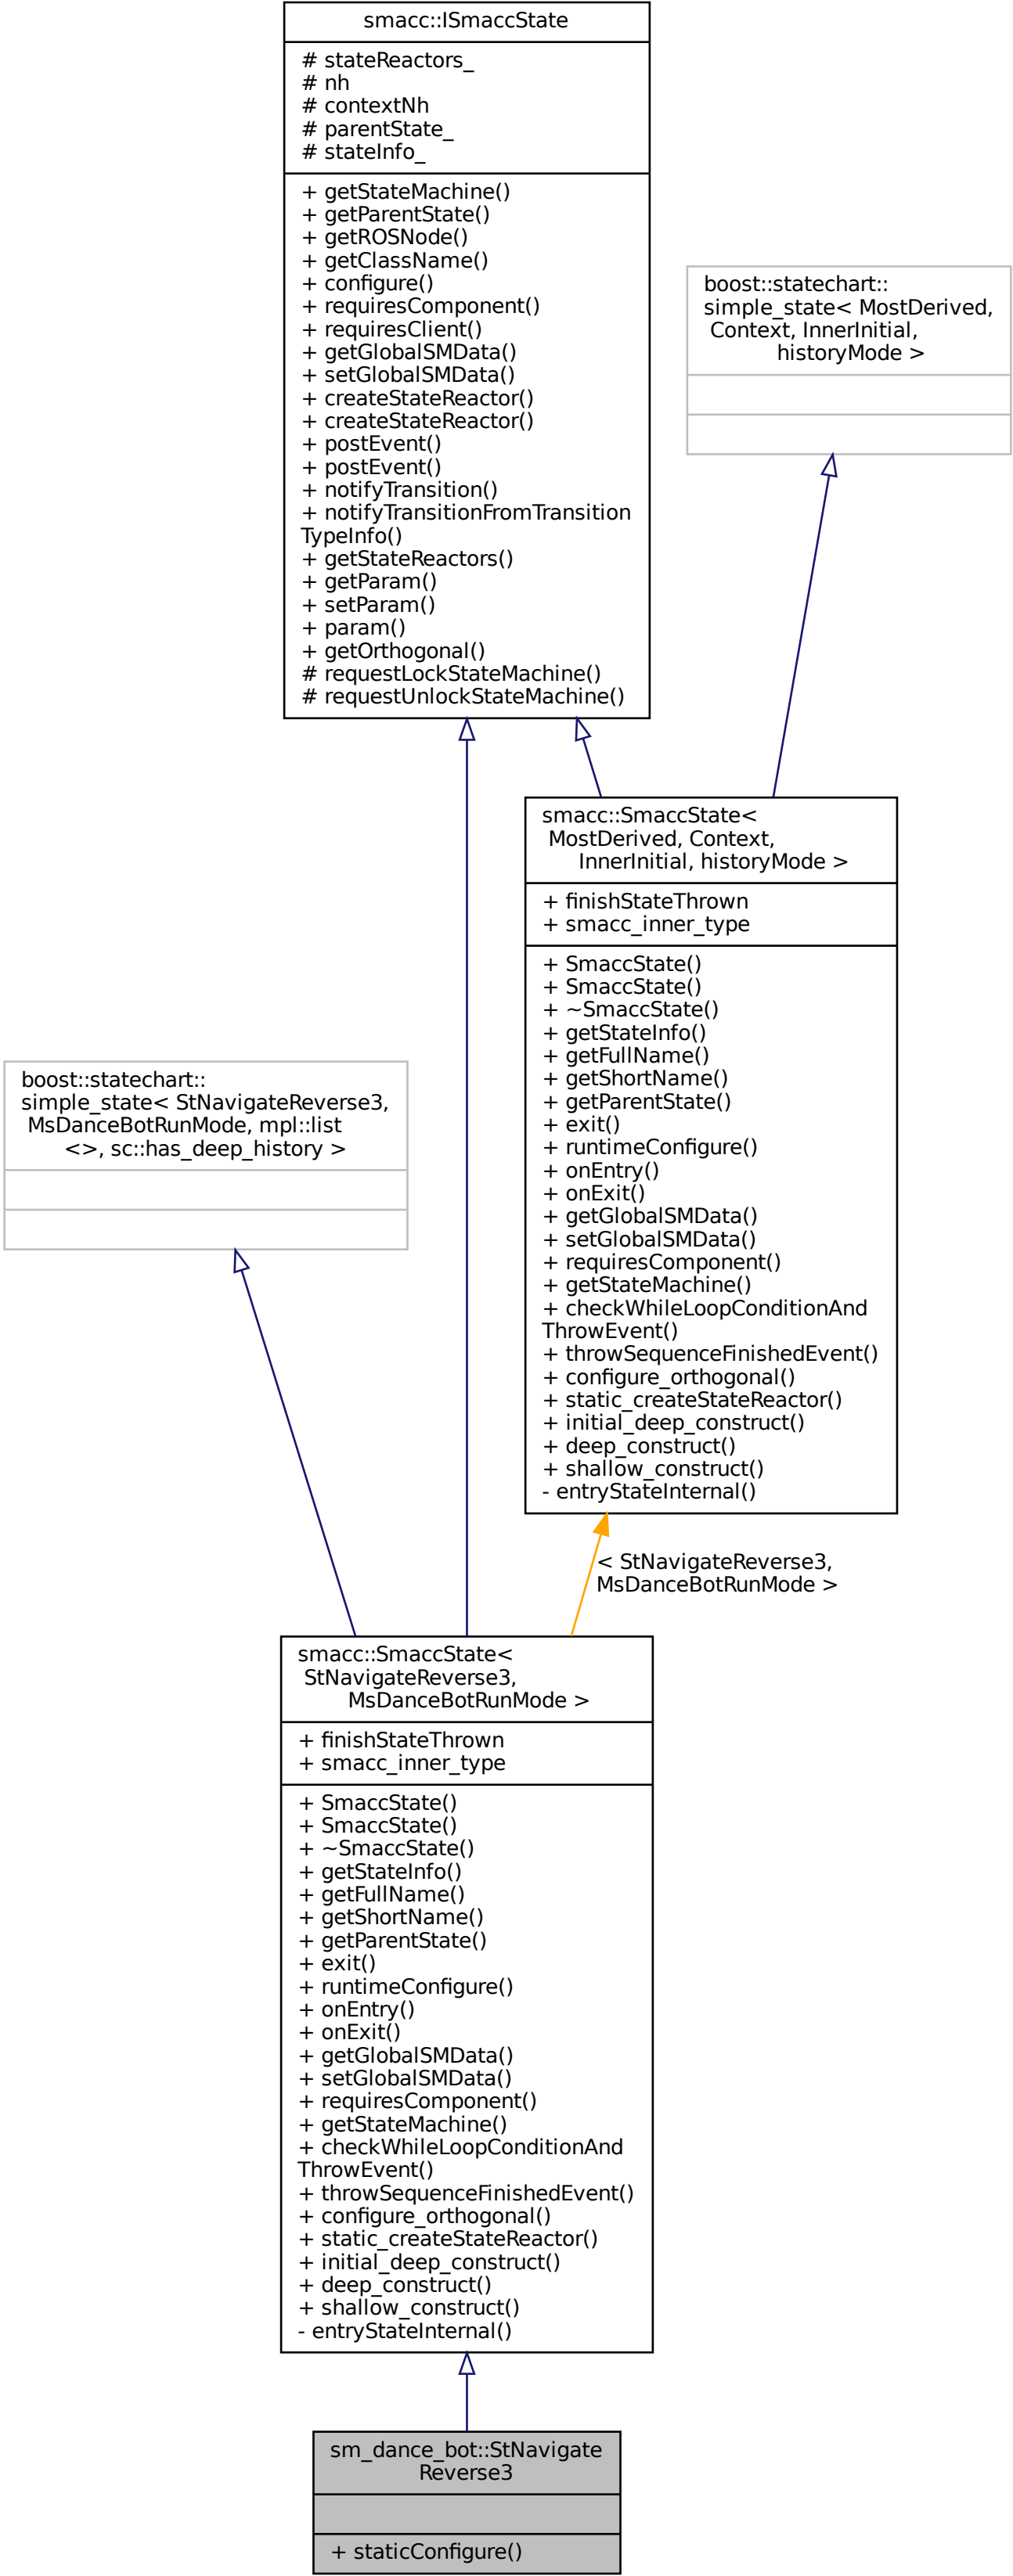 smacc::ISmaccState
# stateReactors_
# nh
# contextNh
# parentState_
# stateInfo_
+ getStateMachine()
+ getParentState()
+ getROSNode()
+ getClassName()
+ configure()
+ requiresComponent()
+ requiresClient()
+ getGlobalSMData()
+ setGlobalSMData()
+ createStateReactor()
+ createStateReactor()
+ postEvent()
+ postEvent()
+ notifyTransition()
+ notifyTransitionFromTransition
TypeInfo()
+ getStateReactors()
+ getParam()
+ setParam()
+ param()
+ getOrthogonal()
# requestLockStateMachine()
# requestUnlockStateMachine()
boost::statechart::
simple_state< MostDerived,
Context, InnerInitial,
historyMode >
smacc::SmaccState<
MostDerived, Context,
InnerInitial, historyMode >
+ finishStateThrown
+ smacc_inner_type
+ SmaccState()
+ SmaccState()
+ ~SmaccState()
+ getStateInfo()
+ getFullName()
+ getShortName()
+ getParentState()
+ exit()
+ runtimeConfigure()
+ onEntry()
+ onExit()
+ getGlobalSMData()
+ setGlobalSMData()
+ requiresComponent()
+ getStateMachine()
+ checkWhileLoopConditionAnd
ThrowEvent()
+ throwSequenceFinishedEvent()
+ configure_orthogonal()
+ static_createStateReactor()
+ initial_deep_construct()
+ deep_construct()
+ shallow_construct()
- entryStateInternal()
boost::statechart::
simple_state< StNavigateReverse3,
MsDanceBotRunMode, mpl::list
<>, sc::has_deep_history >
< StNavigateReverse3,
MsDanceBotRunMode >
smacc::SmaccState<
StNavigateReverse3,
MsDanceBotRunMode >
+ finishStateThrown
+ smacc_inner_type
+ SmaccState()
+ SmaccState()
+ ~SmaccState()
+ getStateInfo()
+ getFullName()
+ getShortName()
+ getParentState()
+ exit()
+ runtimeConfigure()
+ onEntry()
+ onExit()
+ getGlobalSMData()
+ setGlobalSMData()
+ requiresComponent()
+ getStateMachine()
+ checkWhileLoopConditionAnd
ThrowEvent()
+ throwSequenceFinishedEvent()
+ configure_orthogonal()
+ static_createStateReactor()
+ initial_deep_construct()
+ deep_construct()
+ shallow_construct()
- entryStateInternal()
sm_dance_bot::StNavigate
Reverse3
+ staticConfigure()